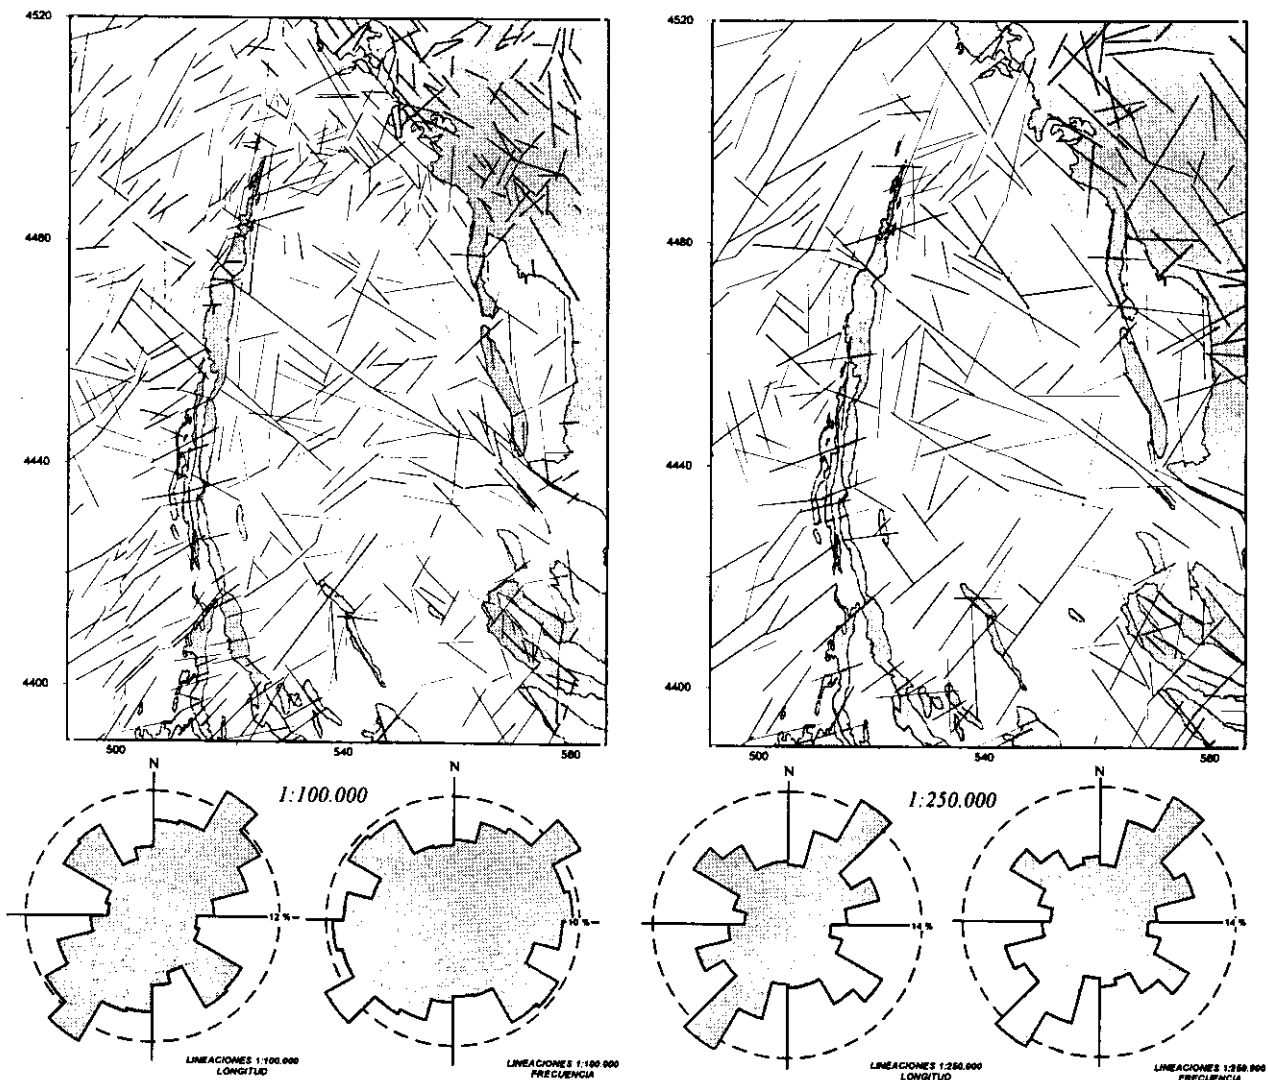 4520
4480
4440
4400
500
540
580
4520
4480
4440
4400
500
540
580
N
N
1:100.000
N
N
1:250.000
12 %
10 %
14 %
14 %
LINEACIONES 1:100.000
LONGITUD
LINEACIONES 1:100.000
FRECUENCIA
LINEACIONES 1:250.000
LONGITUD
LINEACIONES 1:250.000
FRECUENCIA